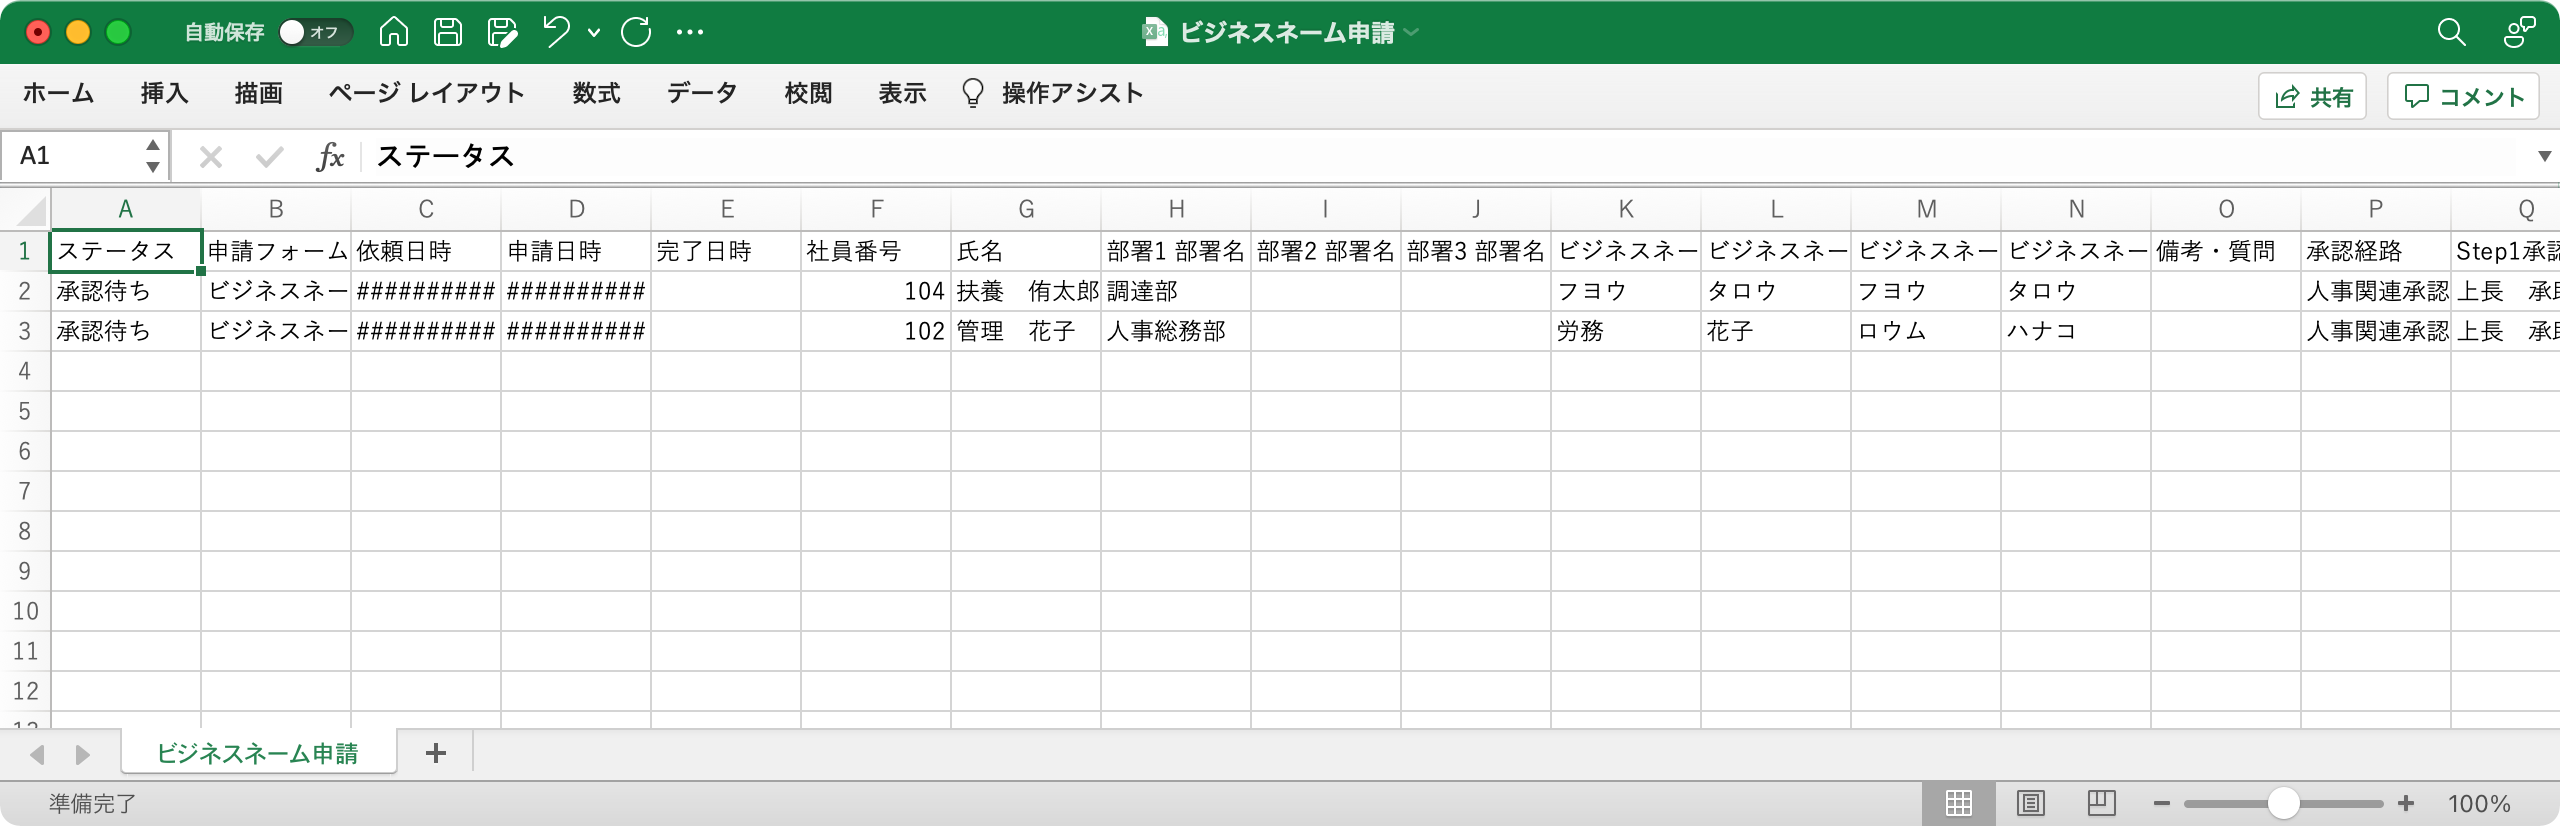 自動保存 オフ ビジネスネーム申請
ホーム 挿入 描画 ページ レイアウト 数式 データ 校閲 表示 操作アシスト 共有 コメント
A1 fx ステータス
A B C D E F G H I J K L M N O P Q
1 ステータス 申請フォーム 依頼日時 申請日時 完了日時 社員番号 氏名 部署1 部署名 部署2 部署名 部署3 部署名 ビジネスネー ビジネスネー ビジネスネー ビジネスネー 備考・質問 承認経路 Step1承認
2 承認待ち ビジネスネー ########## ########## 104 扶養　侑太郎 調達部 フヨウ タロウ フヨウ タロウ 人事関連承認 上長　承
3 承認待ち ビジネスネー ########## ########## 102 管理　花子 人事総務部 労務 花子 ロウム ハナコ 人事関連承認 上長　承
4
5
6
7
8
9
10
11
12
13
ビジネスネーム申請 +
準備完了 100%